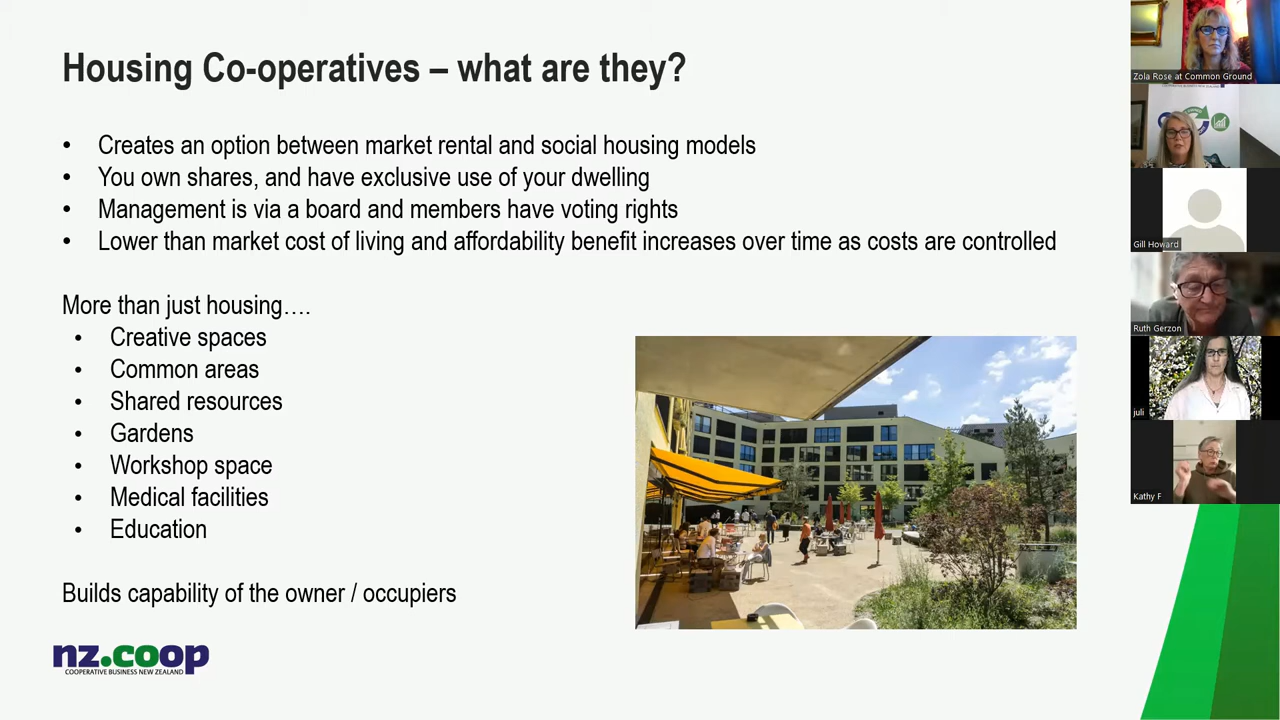 Housing Co-operatives – what are they?
• Creates an option between market rental and social housing models
• You own shares, and have exclusive use of your dwelling
• Management is via a board and members have voting rights
• Lower than market cost of living and affordability benefit increases over time as costs are controlled
More than just housing….
• Creative spaces
• Common areas
• Shared resources
• Gardens
• Workshop space
• Medical facilities
• Education
Builds capability of the owner / occupiers
nz.coop
COOPERATIVE BUSINESS NEW ZEALAND
Zola Rose at Common Ground
Gill Howard
Ruth Gerzon
juli
Kathy F